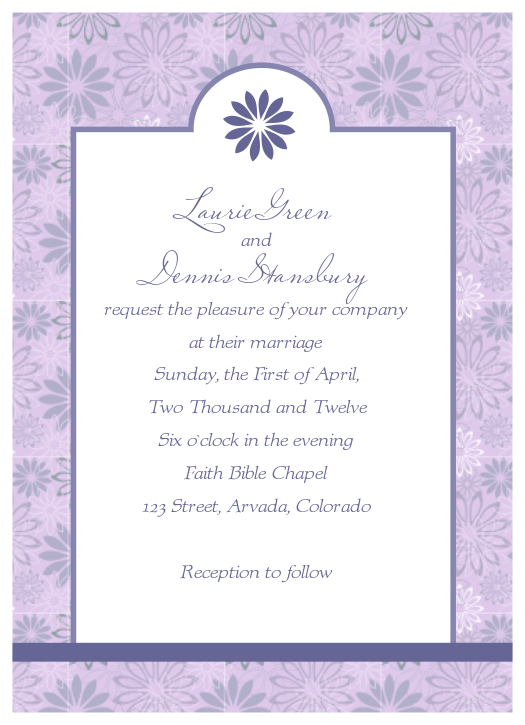 Laurie Green
and
Dennis Stansbury
request the pleasure of your company
at their marriage
Sunday, the First of April,
Two Thousand and Twelve
Six o`clock in the evening
Faith Bible Chapel
123 Street, Arvada, Colorado
Reception to follow